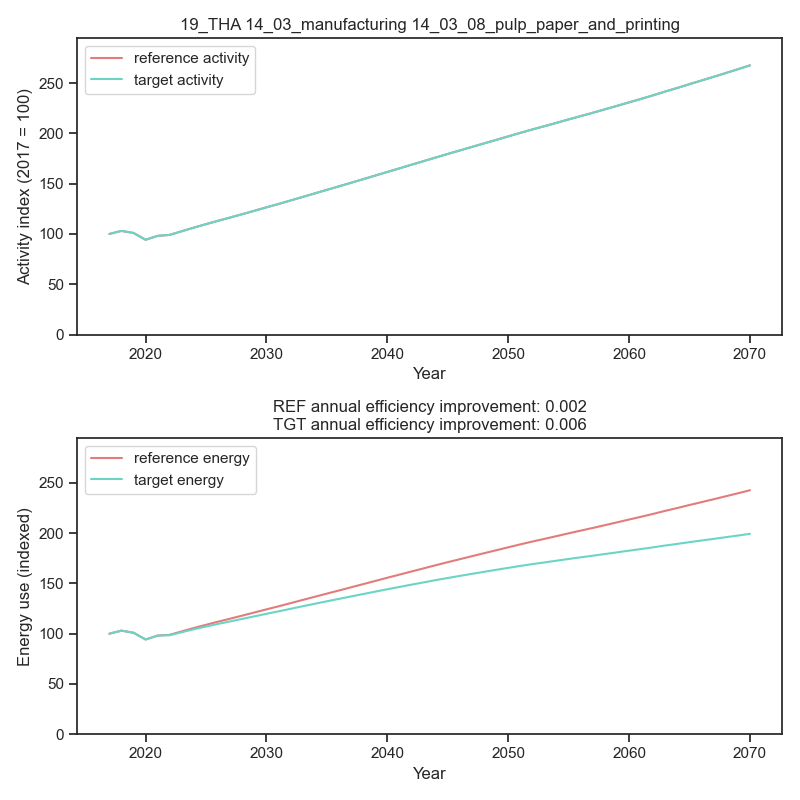 19_THA 14_03_manufacturing 14_03_08_pulp_paper_and_printing
reference activity
target activity
Activity index (2017 = 100)
250
200
150
100
50
0
2020 2030 2040 2050 2060 2070
Year
REF annual efficiency improvement: 0.002
TGT annual efficiency improvement: 0.006
reference energy
target energy
Energy use (indexed)
250
200
150
100
50
0
2020 2030 2040 2050 2060 2070
Year